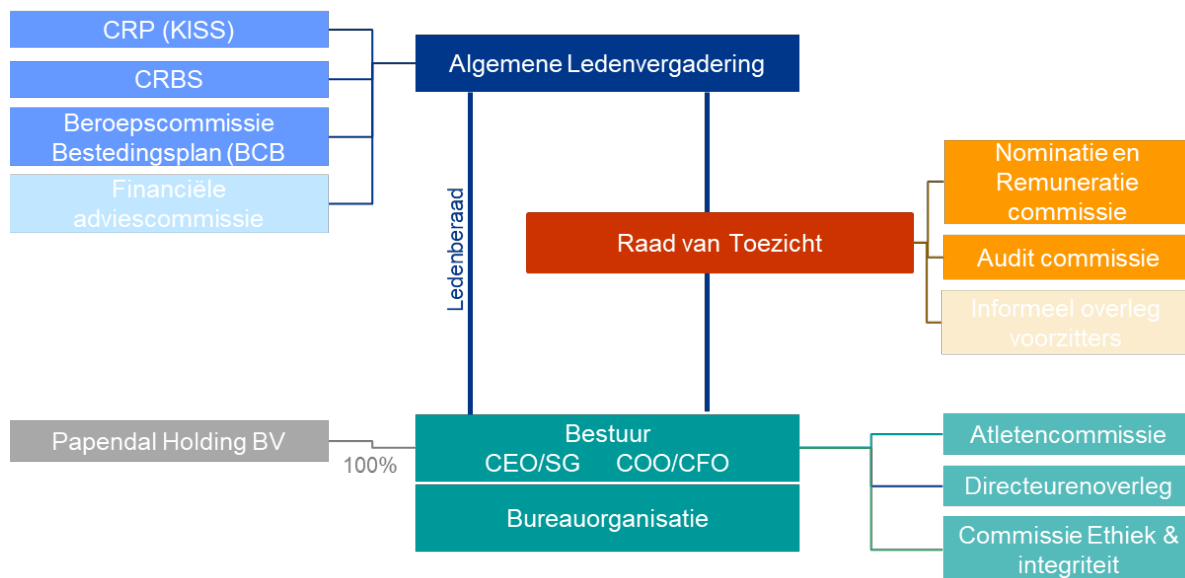 CRP (KISS)
CRBS
Beroepscommissie
Bestedingsplan (BCB
Financiële
adviescommissie
Algemene Ledenvergadering
Ledenberaad
Raad van Toezicht
Nominatie en
Remuneratie
commissie
Audit commissie
Informeel overleg
voorzitters
Papendal Holding BV
100%
Bestuur
CEO/SG COO/CFO
Bureauorganisatie
Atletencommissie
Directeurenoverleg
Commissie Ethiek &
integriteit